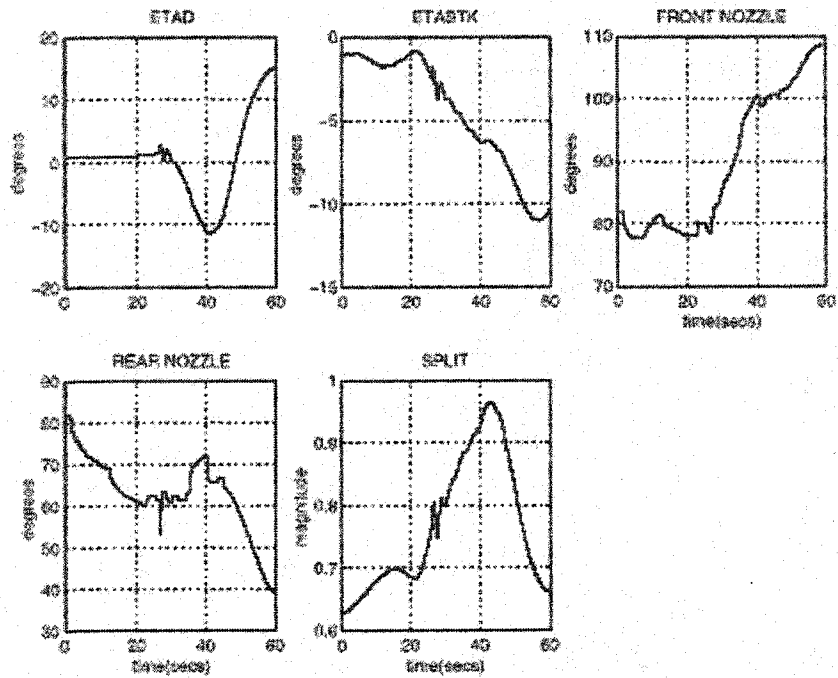 ETAD
20
10
0
−10
−20
degrees
0 20 40 60
ETASTK
0
−5
−10
−15
degrees
0 20 40 60
FRONT NOZZLE
110
100
90
80
70
degrees
0 20 40 60
time(secs)
REAR NOZZLE
90
80
70
60
50
40
30
degrees
0 20 40 60
time(secs)
SPLIT
1
0.9
0.8
0.7
0.6
magnitude
0 20 40 60
time(secs)